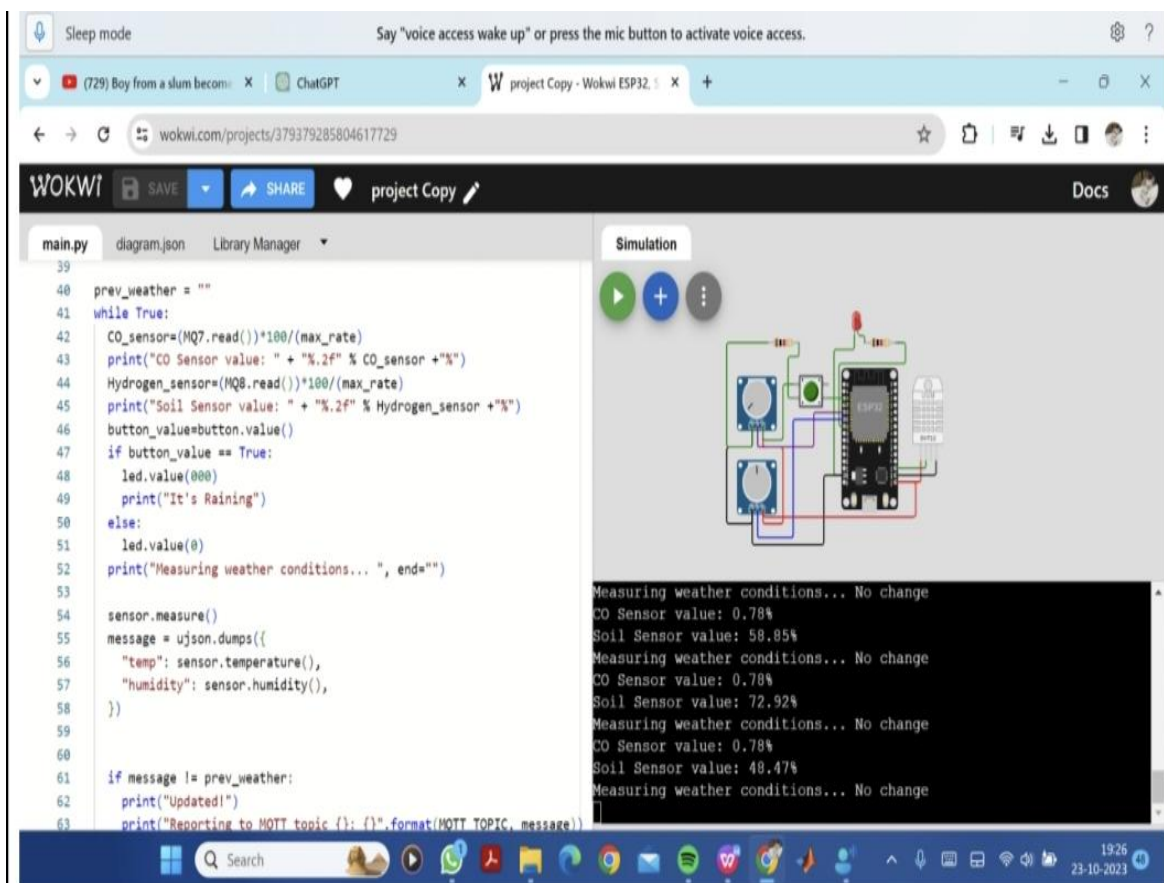 Sleep mode
Say "voice access wake up" or press the mic button to activate voice access.
(729) Boy from a slum becom
ChatGPT
project Copy - Wokwi ESP32, S
wokwi.com/projects/379379285804617729
WOKWI
SAVE
SHARE
project Copy
Docs
main.py
diagram.json
Library Manager
Simulation
39
40 prev_weather = ""
41 while True:
42 CO_sensor=(MQ7.read())*100/(max_rate)
43 print("CO Sensor value: " + "%.2f" % CO_sensor +"%")
44 Hydrogen_sensor=(MQ8.read())*100/(max_rate)
45 print("Soil Sensor value: " + "%.2f" % Hydrogen_sensor +"%")
46 button_value=button.value()
47 if button_value == True:
48 led.value(000)
49 print("It's Raining")
50 else:
51 led.value(0)
52 print("Measuring weather conditions... ", end="")
53
54 sensor.measure()
55 message = ujson.dumps({
56 "temp": sensor.temperature(),
57 "humidity": sensor.humidity(),
58 })
59
60
61 if message != prev_weather:
62 print("Updated!")
63 print("Reporting to MQTT topic {}: {}".format(MQTT_TOPIC, message))
ESP32
Measuring weather conditions... No change
CO Sensor value: 0.78%
Soil Sensor value: 58.85%
Measuring weather conditions... No change
CO Sensor value: 0.78%
Soil Sensor value: 72.92%
Measuring weather conditions... No change
CO Sensor value: 0.78%
Soil Sensor value: 48.47%
Measuring weather conditions... No change
Search
19:26
23-10-2023